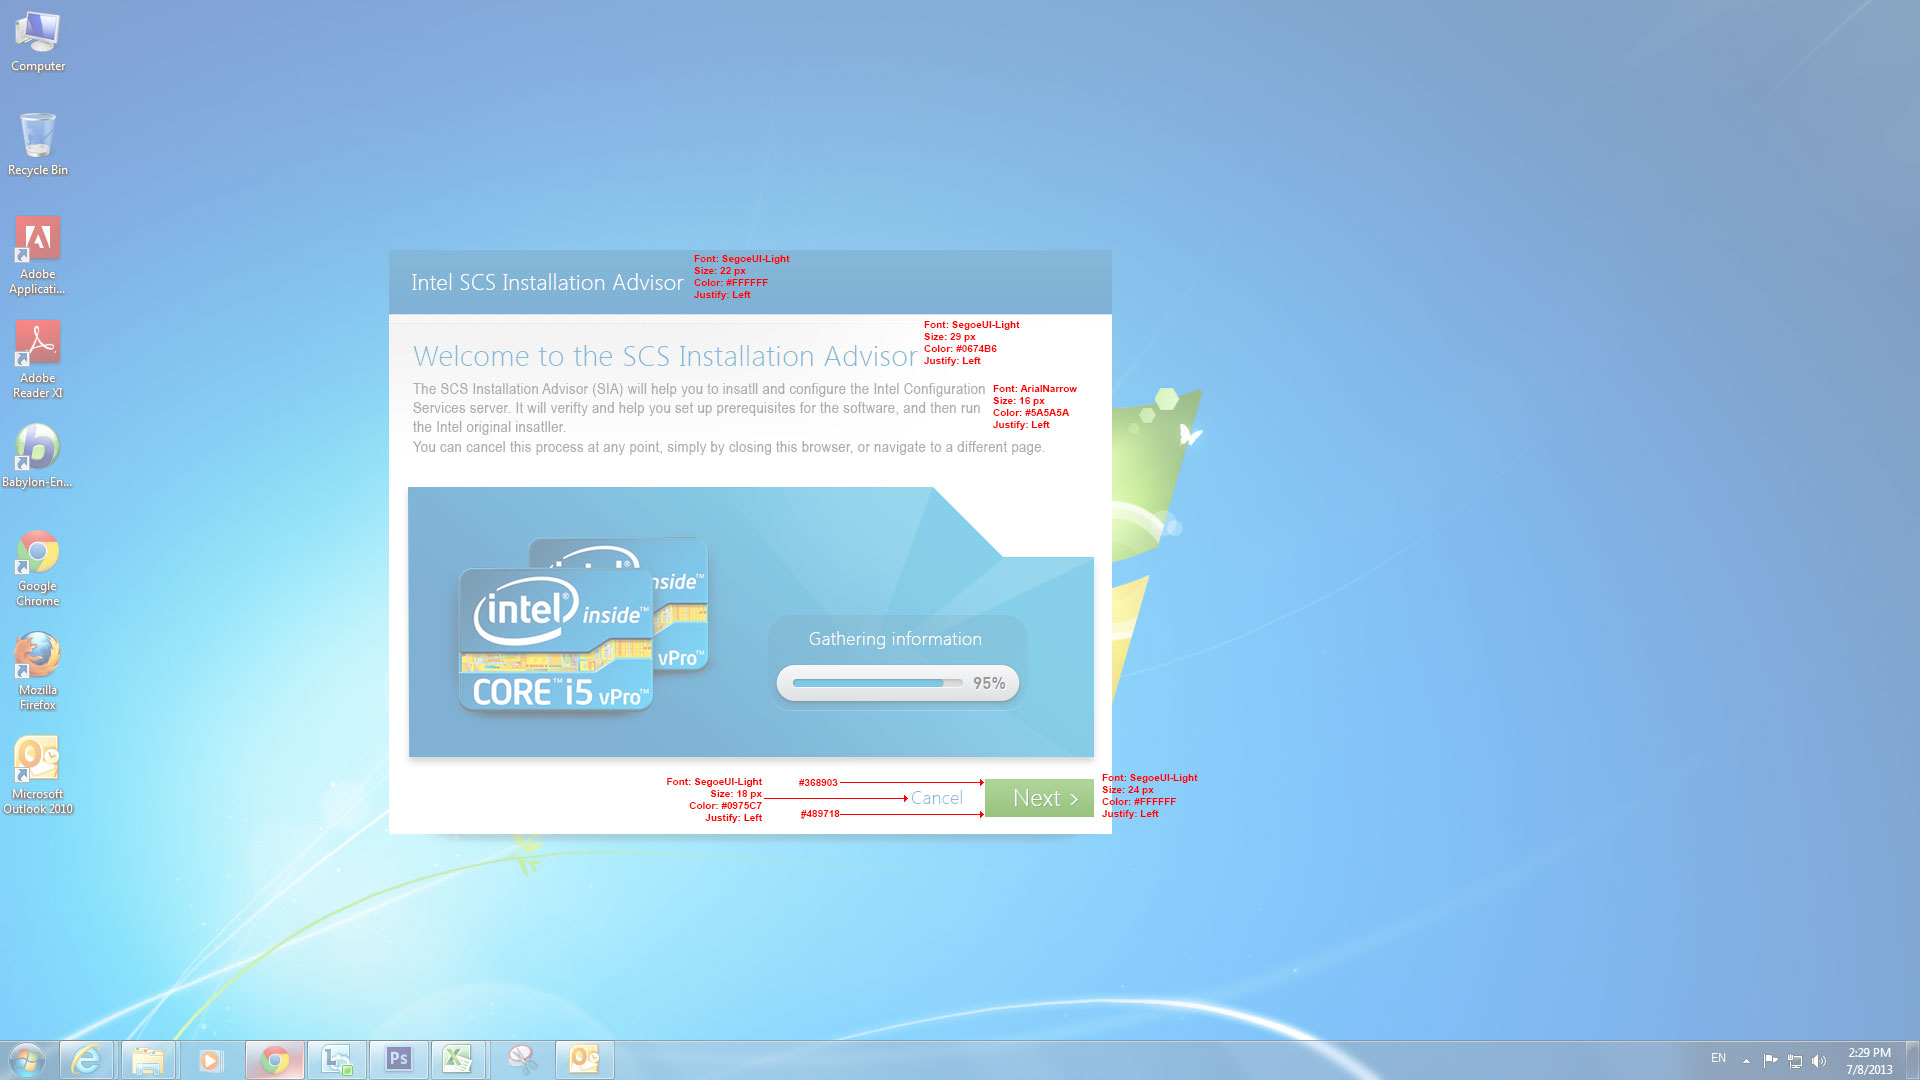 Computer
Recycle Bin
Adobe
Applicati...
Adobe
Reader XI
Babylon-En...
Google
Chrome
Mozilla
Firefox
Microsoft
Outlook 2010
Intel SCS Installation Advisor
Font: SegoeUI-Light
Size: 22 px
Color: #FFFFFF
Justify: Left
Font: SegoeUI-Light
Size: 29 px
Color: #0674B6
Justify: Left
Welcome to the SCS Installation Advisor
The SCS Installation Advisor (SIA) will help you to insatll and configure the Intel Configuration
Services server. It will verifty and help you set up prerequisites for the software, and then run
the Intel original insatller.
You can cancel this process at any point, simply by closing this browser, or navigate to a different page.
Font: ArialNarrow
Size: 16 px
Color: #5A5A5A
Justify: Left
nside™
vPro™
intel® inside™
CORE™ i5 vPro™
Gathering information
95%
Font: SegoeUI-Light
Size: 18 px
Color: #0975C7
Justify: Left
#368903
#489718
Cancel
Next >
Font: SegoeUI-Light
Size: 24 px
Color: #FFFFFF
Justify: Left
Ps
EN
2:29 PM
7/8/2013